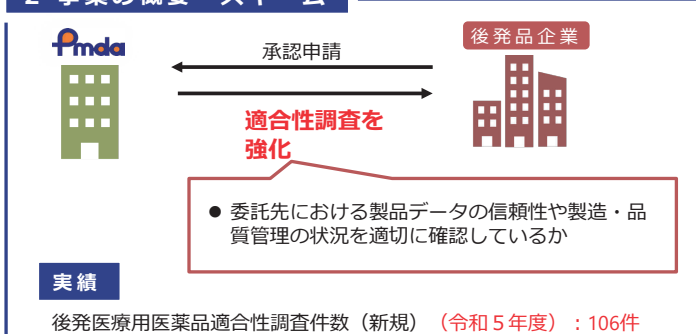 2 事業の概要・スキーム
Pmda
後発品企業
承認申請
適合性調査を
強化
● 委託先における製品データの信頼性や製造・品
質管理の状況を適切に確認しているか
実績
後発医療用医薬品適合性調査件数（新規）（令和５年度）：106件